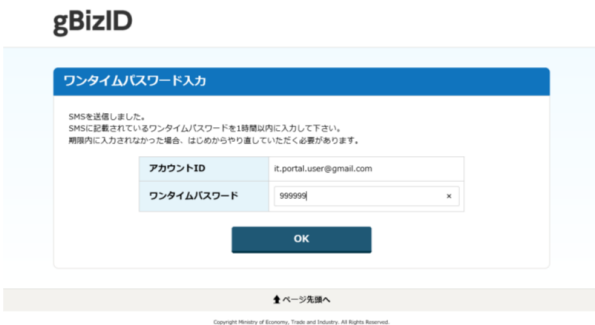 gBizID
ワンタイムパスワード入力
SMSを送信しました。
SMSに記載されているワンタイムパスワードを1時間以内に入力して下さい。
期限内に入力されなかった場合、はじめからやり直していただく必要があります。
アカウントID it.portal.user@gmail.com
ワンタイムパスワード 999999 ×
OK
ページ先頭へ
Copyright Ministry of Economy, Trade and Industry. All Rights Reserved.